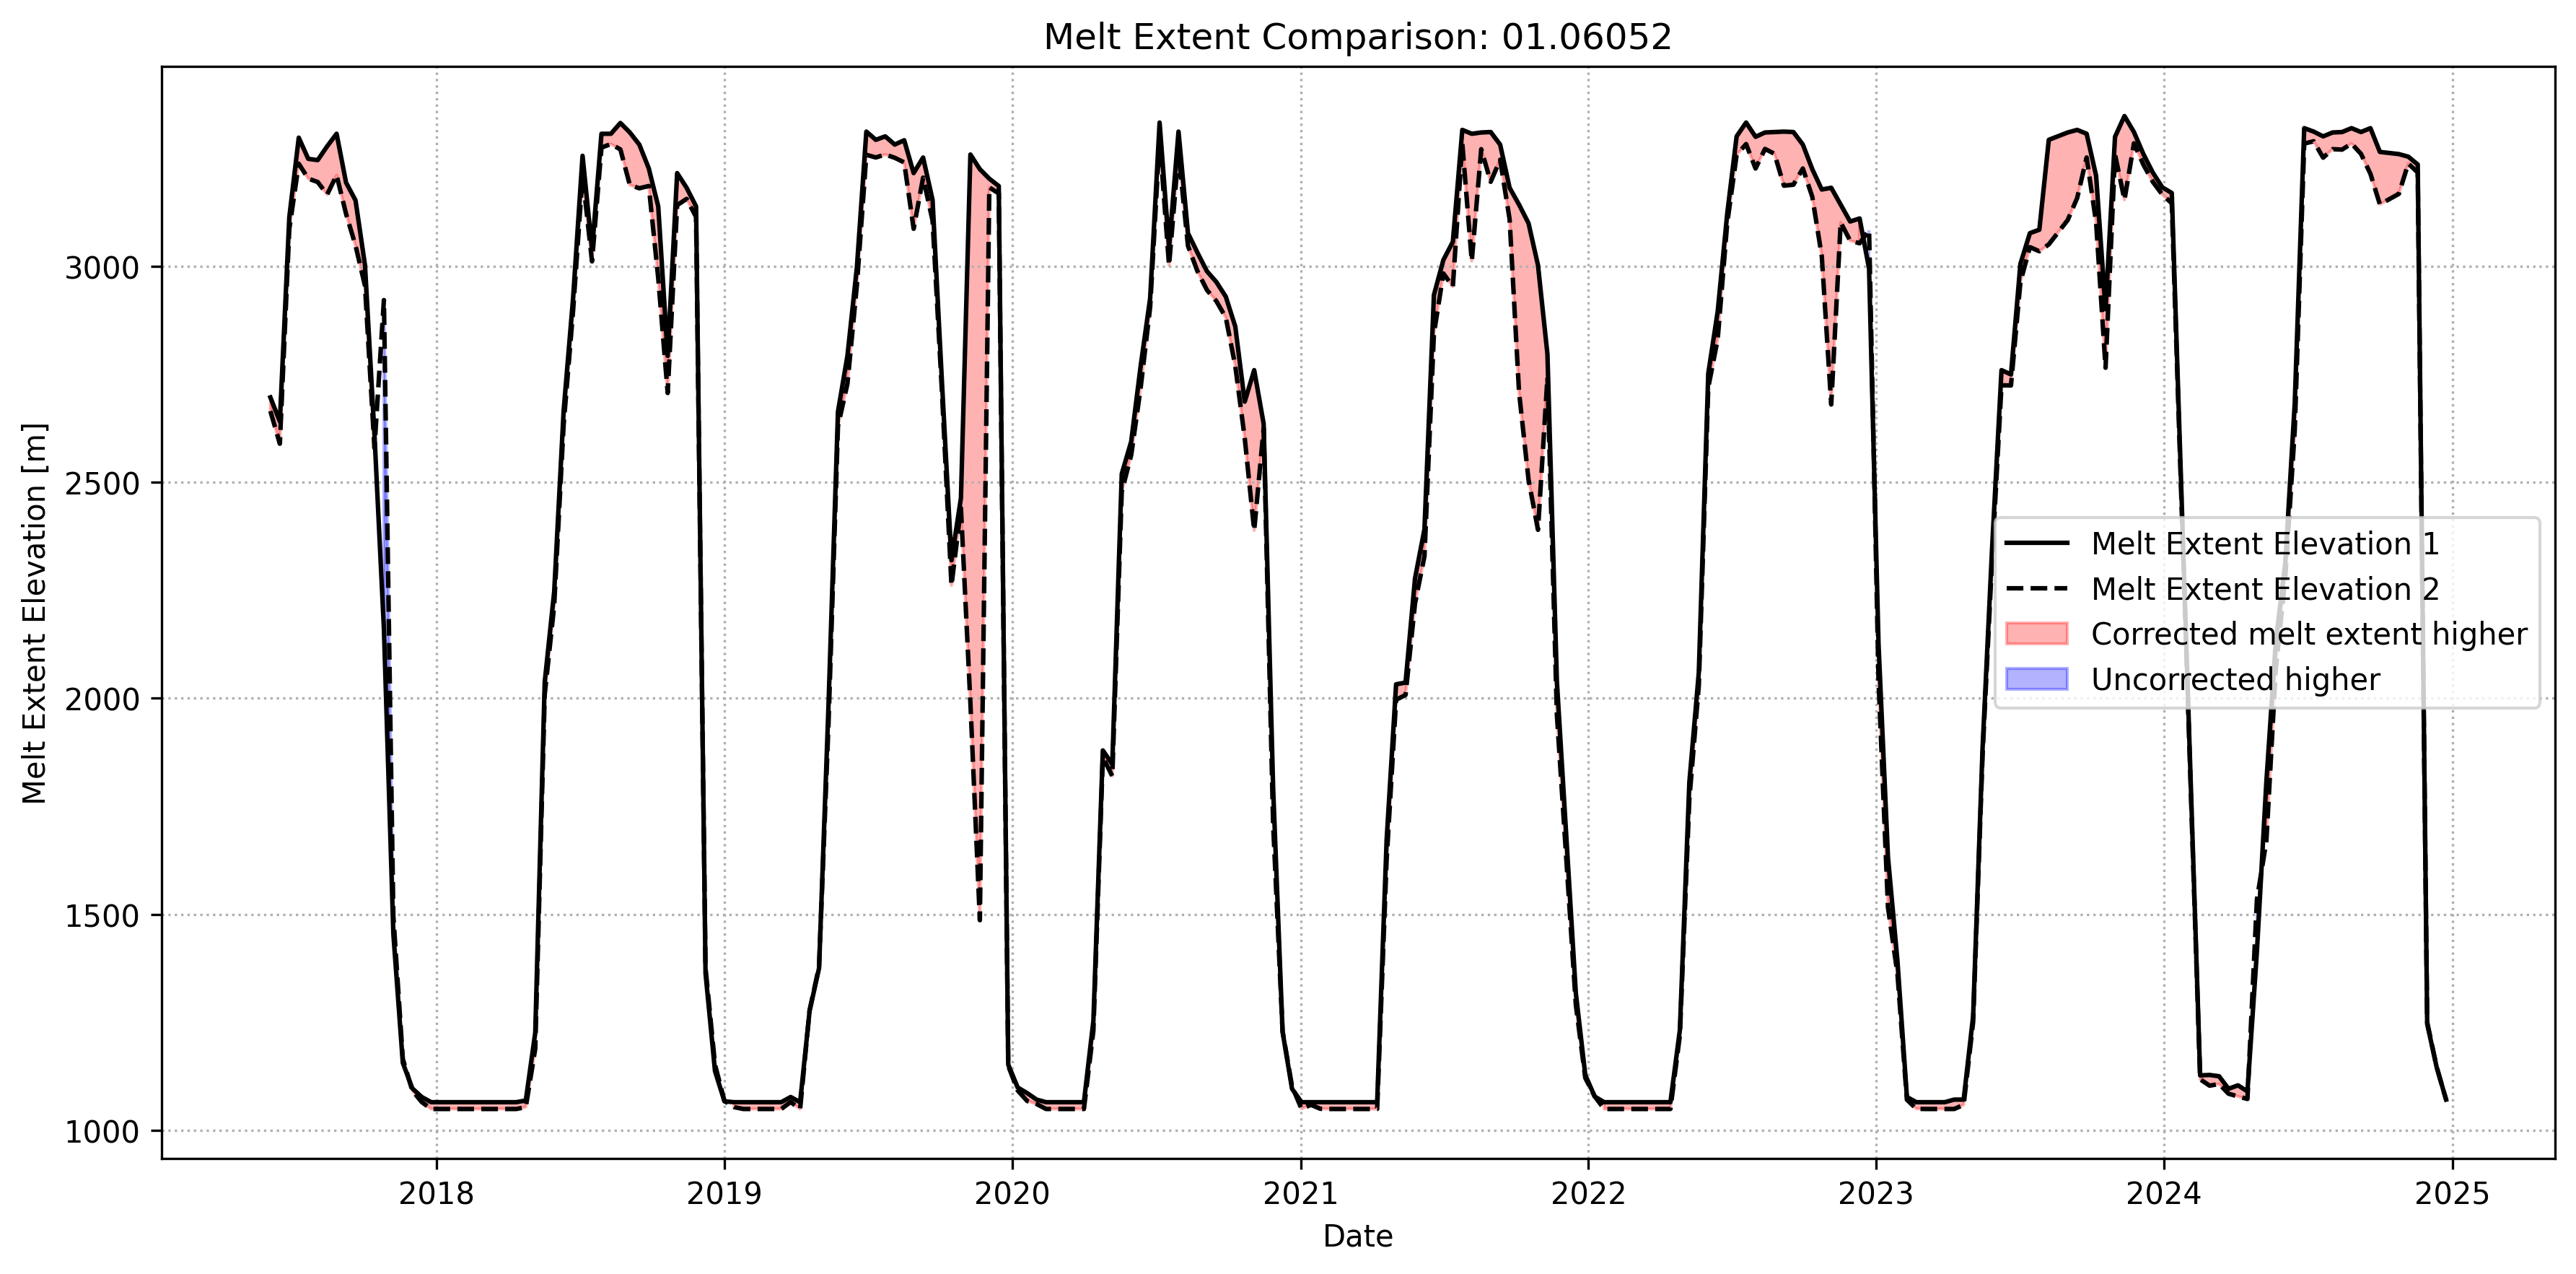 Melt Extent Comparison: 01.06052
Melt Extent Elevation [m]
3000
2500
2000
1500
1000
Melt Extent Elevation 1
Melt Extent Elevation 2
Corrected melt extent higher
Uncorrected higher
2018 2019 2020 2021 2022 2023 2024 2025
Date